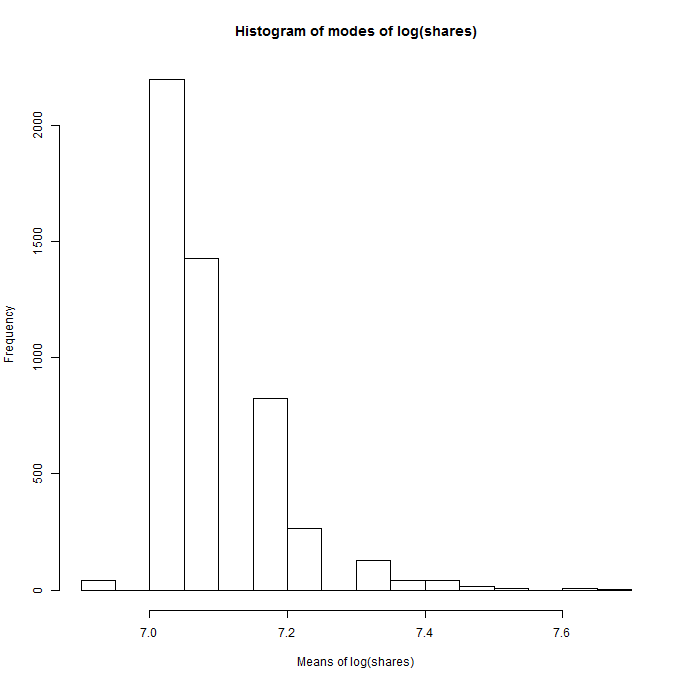 Histogram of modes of log(shares)
Frequency
2000
1500
1000
500
0
7.0 7.2 7.4 7.6
Means of log(shares)